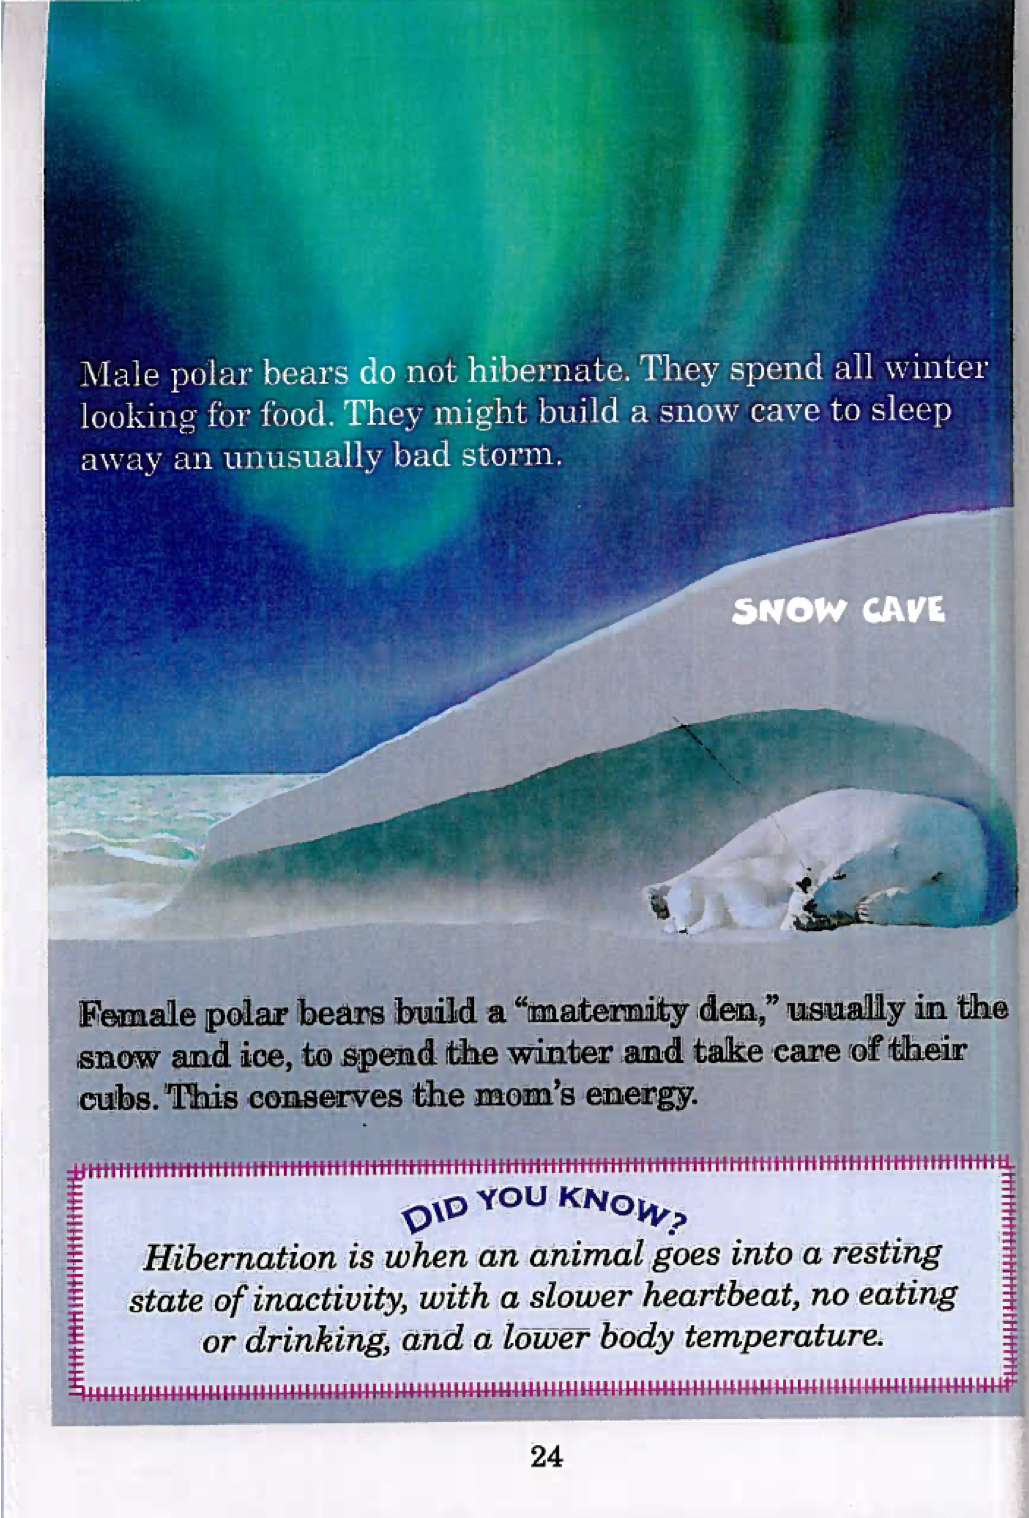 Male polar bears do not hibernate. They spend all winter
looking for food. They might build a snow cave to sleep
away an unusually bad storm.
SNOW CAVE
Female polar bears build a “maternity den,” usually in the
snow and ice, to spend the winter and take care of their
cubs. This conserves the mom’s energy.
DID YOU KNOW?
Hibernation is when an animal goes into a resting
state of inactivity, with a slower heartbeat, no eating
or drinking, and a lower body temperature.
24